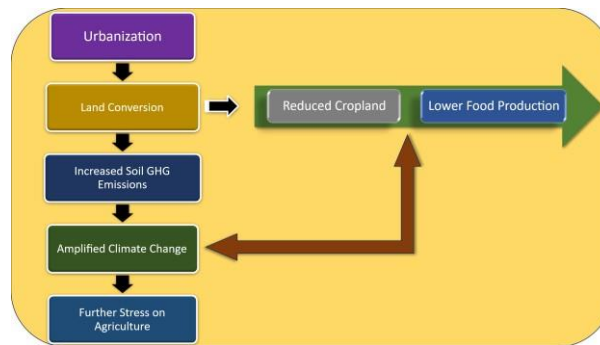 Urbanization
Land Conversion
Reduced Cropland
Lower Food Production
Increased Soil GHG
Emissions
Amplified Climate Change
Further Stress on
Agriculture